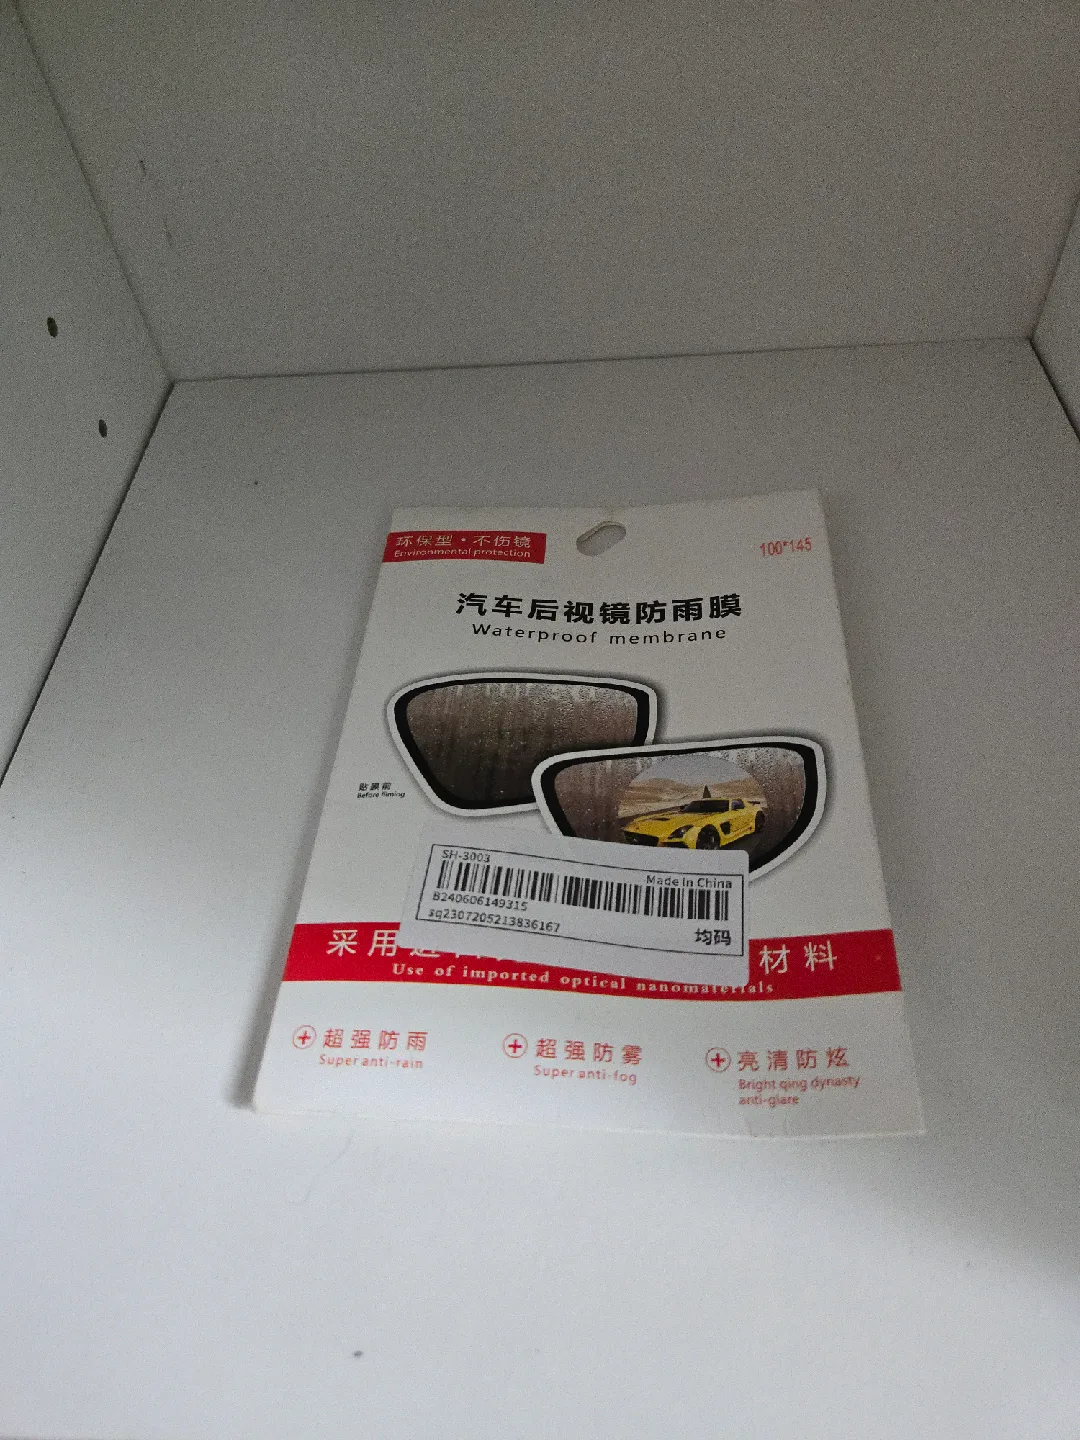 环保型·不伤镜
Environmental protection
100*145
汽车后视镜防雨膜
Waterproof membrane
贴膜前
Before filming
SH-3003
Made In China
B240606149315
sq2307205213836167
均码
采用 材料
Use of imported optical nanomaterials
超强防雨
Super anti-rain
超强防雾
Super anti-fog
亮清防炫
Bright qing dynasty
anti-glare